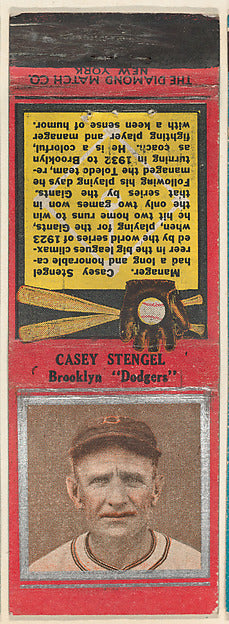 THE DIAMOND MATCH CO.
NEW YORK
Manager. Casey Stengel
had a long and honorable ca-
reer in the big leagues climax-
ed by the world series of 1923
when, playing for the Giants,
he hit two home runs to win
the only two games won in
that series by the Giants.
Following his playing days he
managed the Toledo team, re-
turning in 1932 to Brooklyn
as coach. He is a colorful,
fighting player and manager
with a keen sense of humor.
CASEY STENGEL
Brooklyn "Dodgers"
B